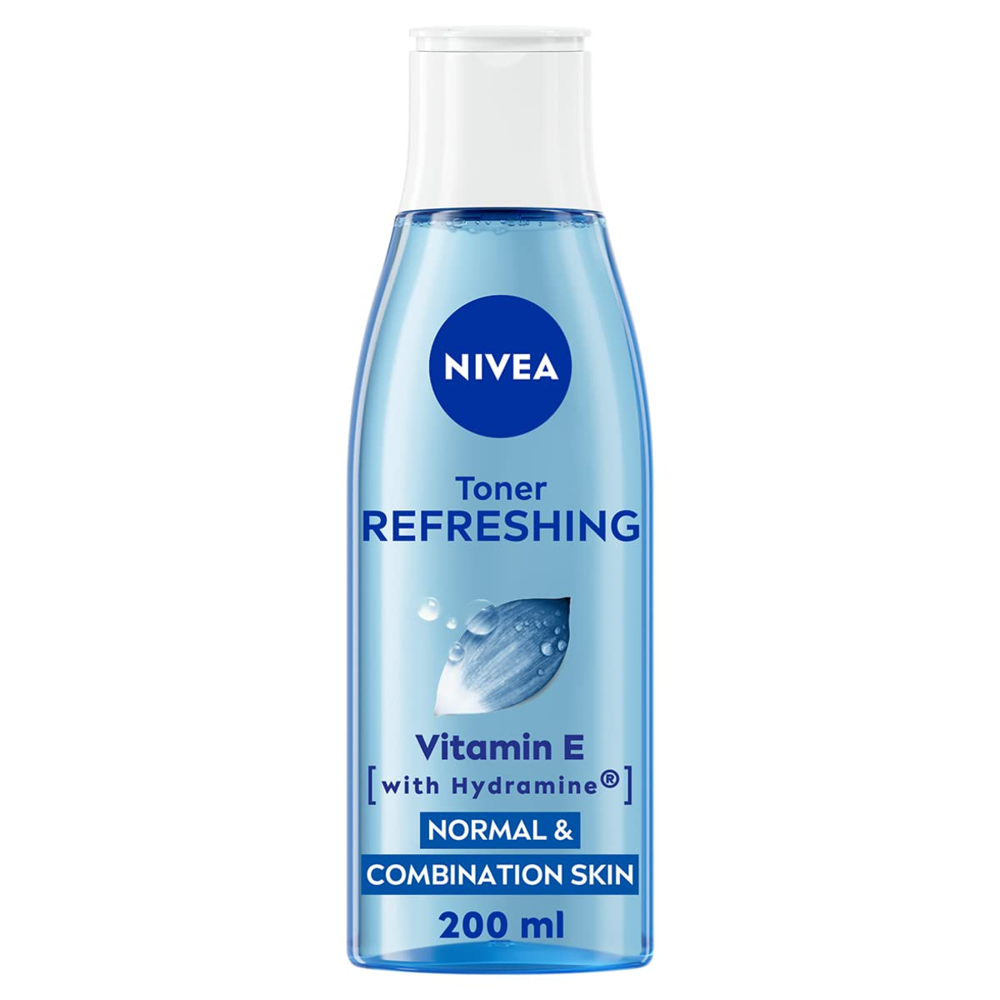 NIVEA
Toner
REFRESHING
Vitamin E
[with Hydramine®]
NORMAL &
COMBINATION SKIN
200 ml